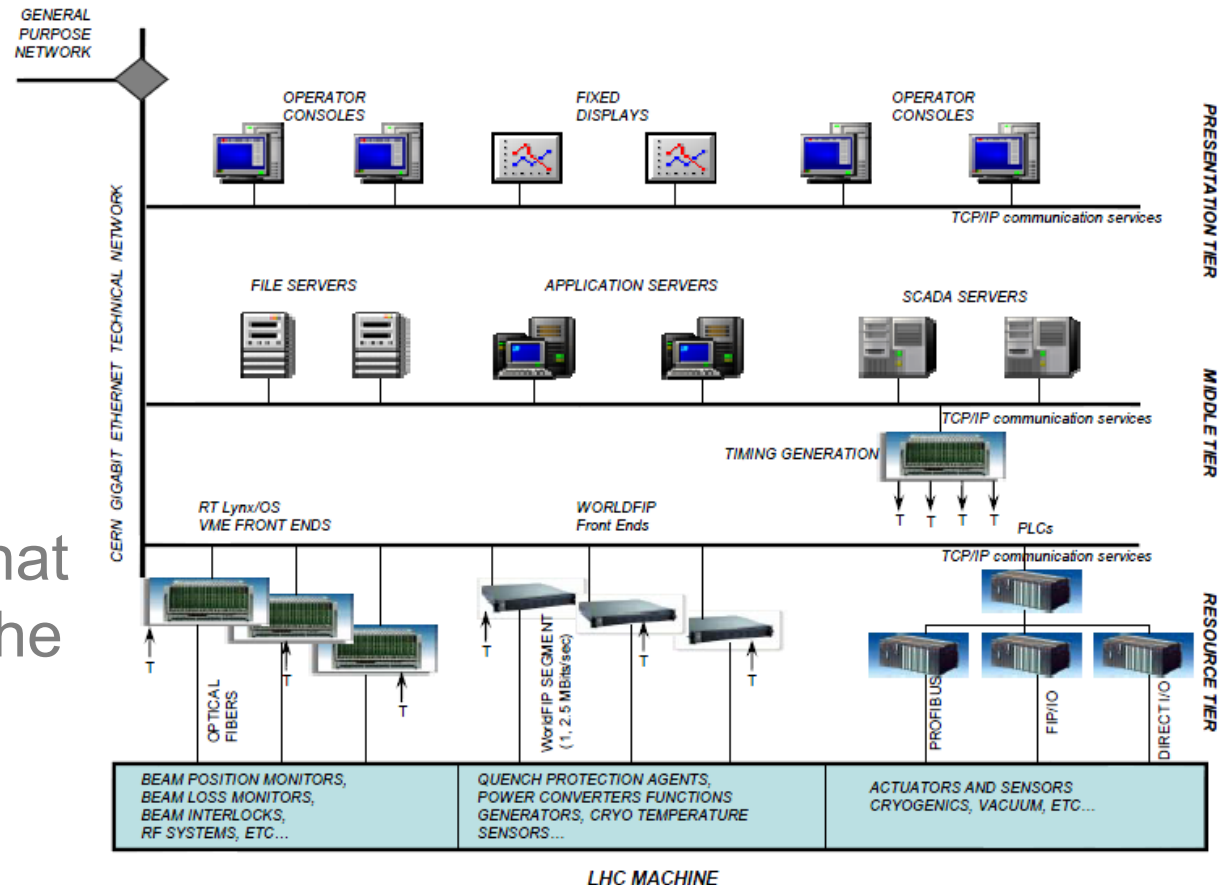 GENERAL
PURPOSE
NETWORK
OPERATOR
CONSOLES
FIXED
DISPLAYS
OPERATOR
CONSOLES
TCP/IP communication services
PRESENTATION TIER
CERN GIGABIT ETHERNET TECHNICAL NETWORK
FILE SERVERS
APPLICATION SERVERS
SCADA SERVERS
TCP/IP communication services
MIDDLE TIER
TIMING GENERATION
T T T T
RT Lynx/OS
VME FRONT ENDS
WORLDFIP
Front Ends
PLCs
TCP/IP communication services
hat
he
T
T
T
T
T
T
RESOURCE TIER
OPTICAL
FIBERS
WorldFIP SEGMENT
(1, 2.5 MBits/sec)
PROFIBUS
FIP/IO
DIRECT I/O
BEAM POSITION MONITORS,
BEAM LOSS MONITORS,
BEAM INTERLOCKS,
RF SYSTEMS, ETC…
QUENCH PROTECTION AGENTS,
POWER CONVERTERS FUNCTIONS
GENERATORS, CRYO TEMPERATURE
SENSORS…
ACTUATORS AND SENSORS
CRYOGENICS, VACUUM, ETC…
LHC MACHINE